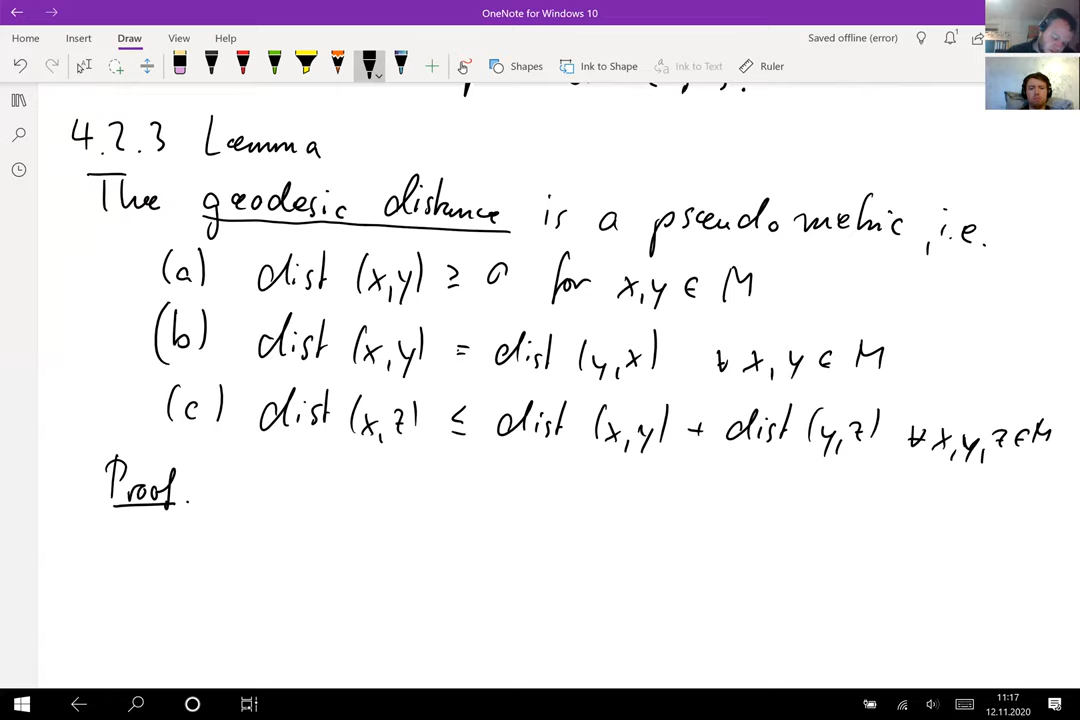 OneNote for Windows 10
Home Insert Draw View Help
Saved offline (error)
Shapes Ink to Shape Ink to Text Ruler
4.2.3 Lemma
The geodesic distance is a pseudometric, i.e.
(a) dist (x,y) ≥ 0 for x,y ∈ M
(b) dist (x,y) = dist (y,x) ∀ x, y ∈ M
(c) dist (x,z) ≤ dist (x,y) + dist (y,z) ∀ x,y,z ∈ M
Proof.
11:17
12.11.2020